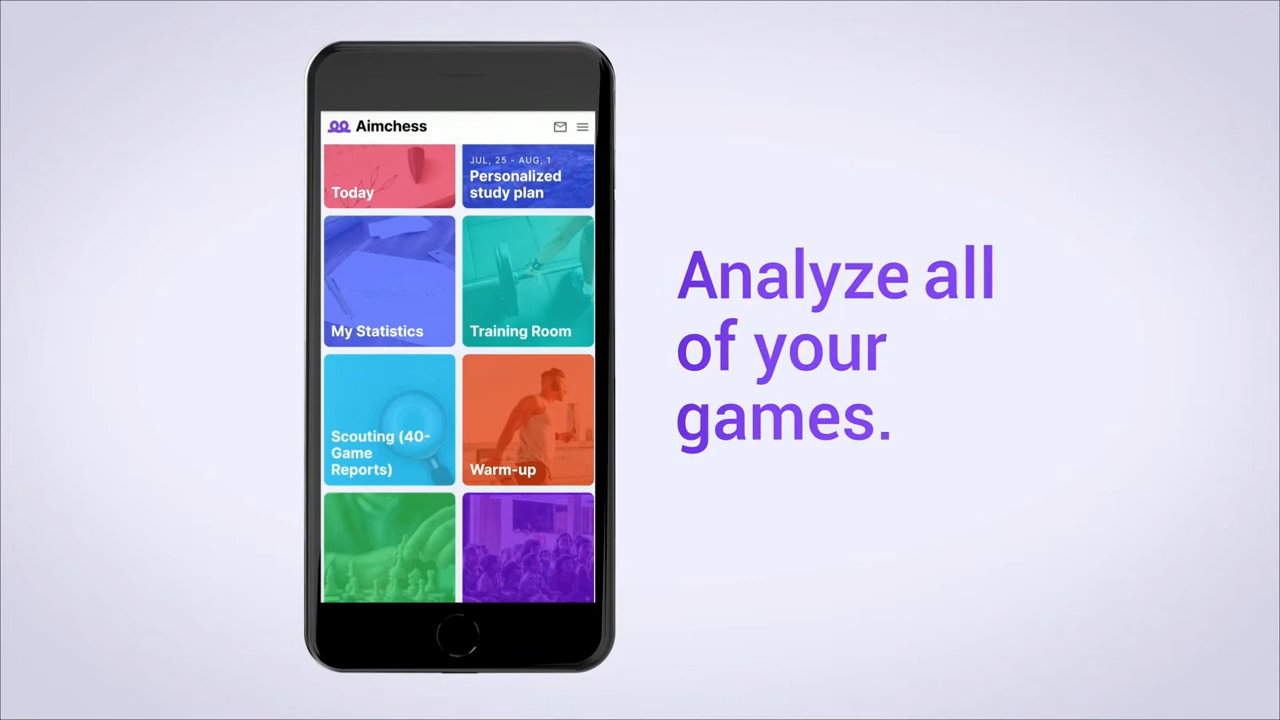 Aimchess
Today
JUL, 25 - AUG, 1
Personalized
study plan
My Statistics
Training Room
Scouting (40-
Game
Reports)
Warm-up
Analyze all
of your
games.